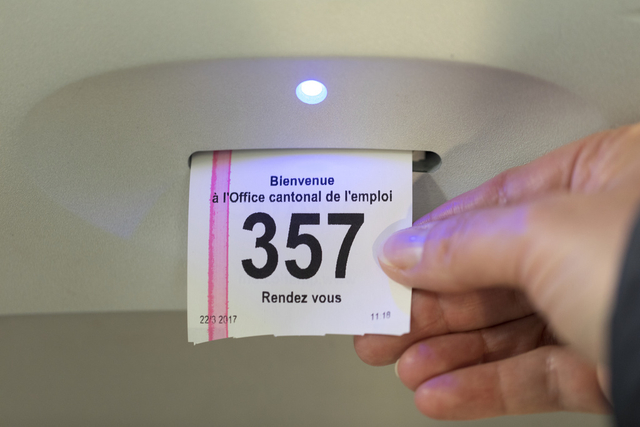 Bienvenue
à l'Office cantonal de l'emploi
357
Rendez vous
22/3 2017 11 18